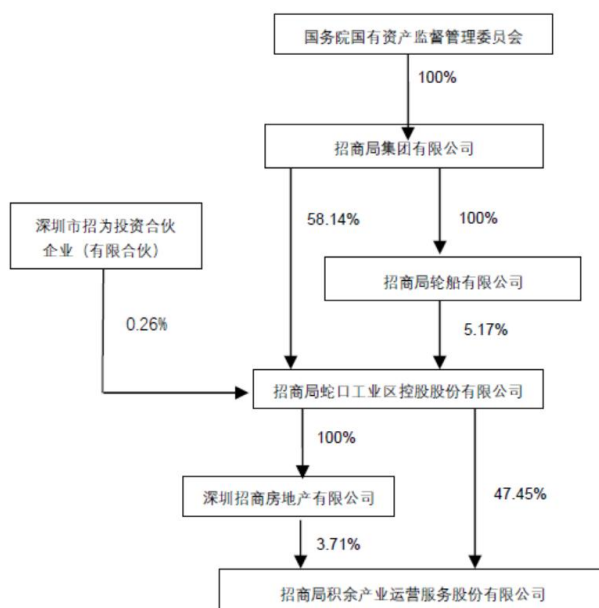 国务院国有资产监督管理委员会
100%
招商局集团有限公司
58.14%
100%
深圳市招为投资合伙
企业（有限合伙）
招商局轮船有限公司
0.26%
5.17%
招商局蛇口工业区控股股份有限公司
100%
深圳招商房地产有限公司
47.45%
3.71%
招商局积余产业运营服务股份有限公司